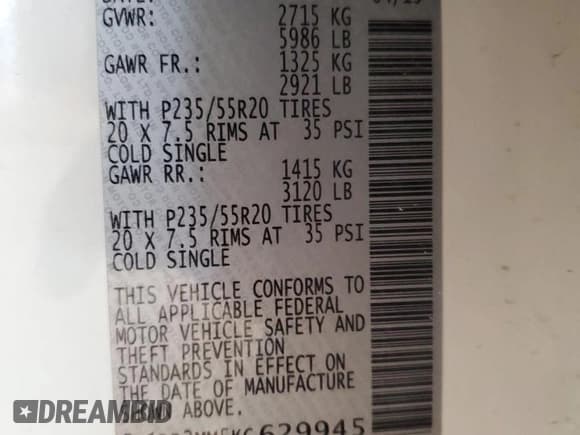 GVWR: 2715 KG
5986 LB
GAWR FR.: 1325 KG
2921 LB
WITH P235/55R20 TIRES
20 X 7.5 RIMS AT 35 PSI
COLD SINGLE
GAWR RR.: 1415 KG
3120 LB
WITH P235/55R20 TIRES
20 X 7.5 RIMS AT 35 PSI
COLD SINGLE
THIS VEHICLE CONFORMS TO
ALL APPLICABLE FEDERAL
MOTOR VEHICLE SAFETY AND
THEFT PREVENTION
STANDARDS IN EFFECT ON
THE DATE OF MANUFACTURE
SHOWN ABOVE.
629945
DREAMBID